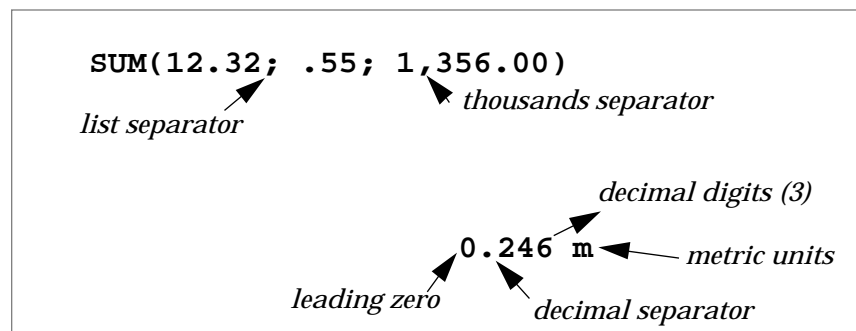 SUM(12.32; .55; 1,356.00)
list separator
thousands separator
decimal digits (3)
0.246 m
metric units
leading zero
decimal separator